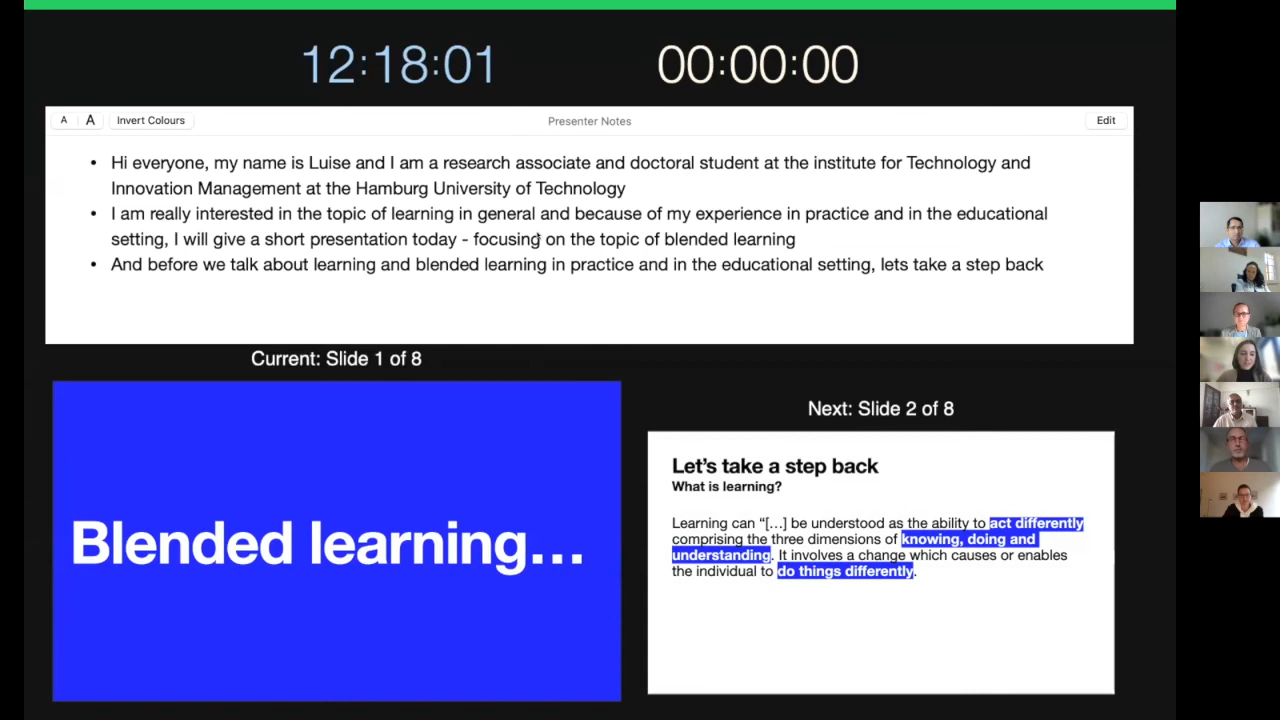 12:18:01
00:00:00
A A Invert Colours
Presenter Notes
Edit
• Hi everyone, my name is Luise and I am a research associate and doctoral student at the institute for Technology and
Innovation Management at the Hamburg University of Technology
• I am really interested in the topic of learning in general and because of my experience in practice and in the educational
setting, I will give a short presentation today - focusing on the topic of blended learning
• And before we talk about learning and blended learning in practice and in the educational setting, lets take a step back
Current: Slide 1 of 8
Blended learning...
Next: Slide 2 of 8
Let's take a step back
What is learning?
Learning can “[...] be understood as the ability to act differently
comprising the three dimensions of knowing, doing and
understanding. It involves a change which causes or enables
the individual to do things differently.